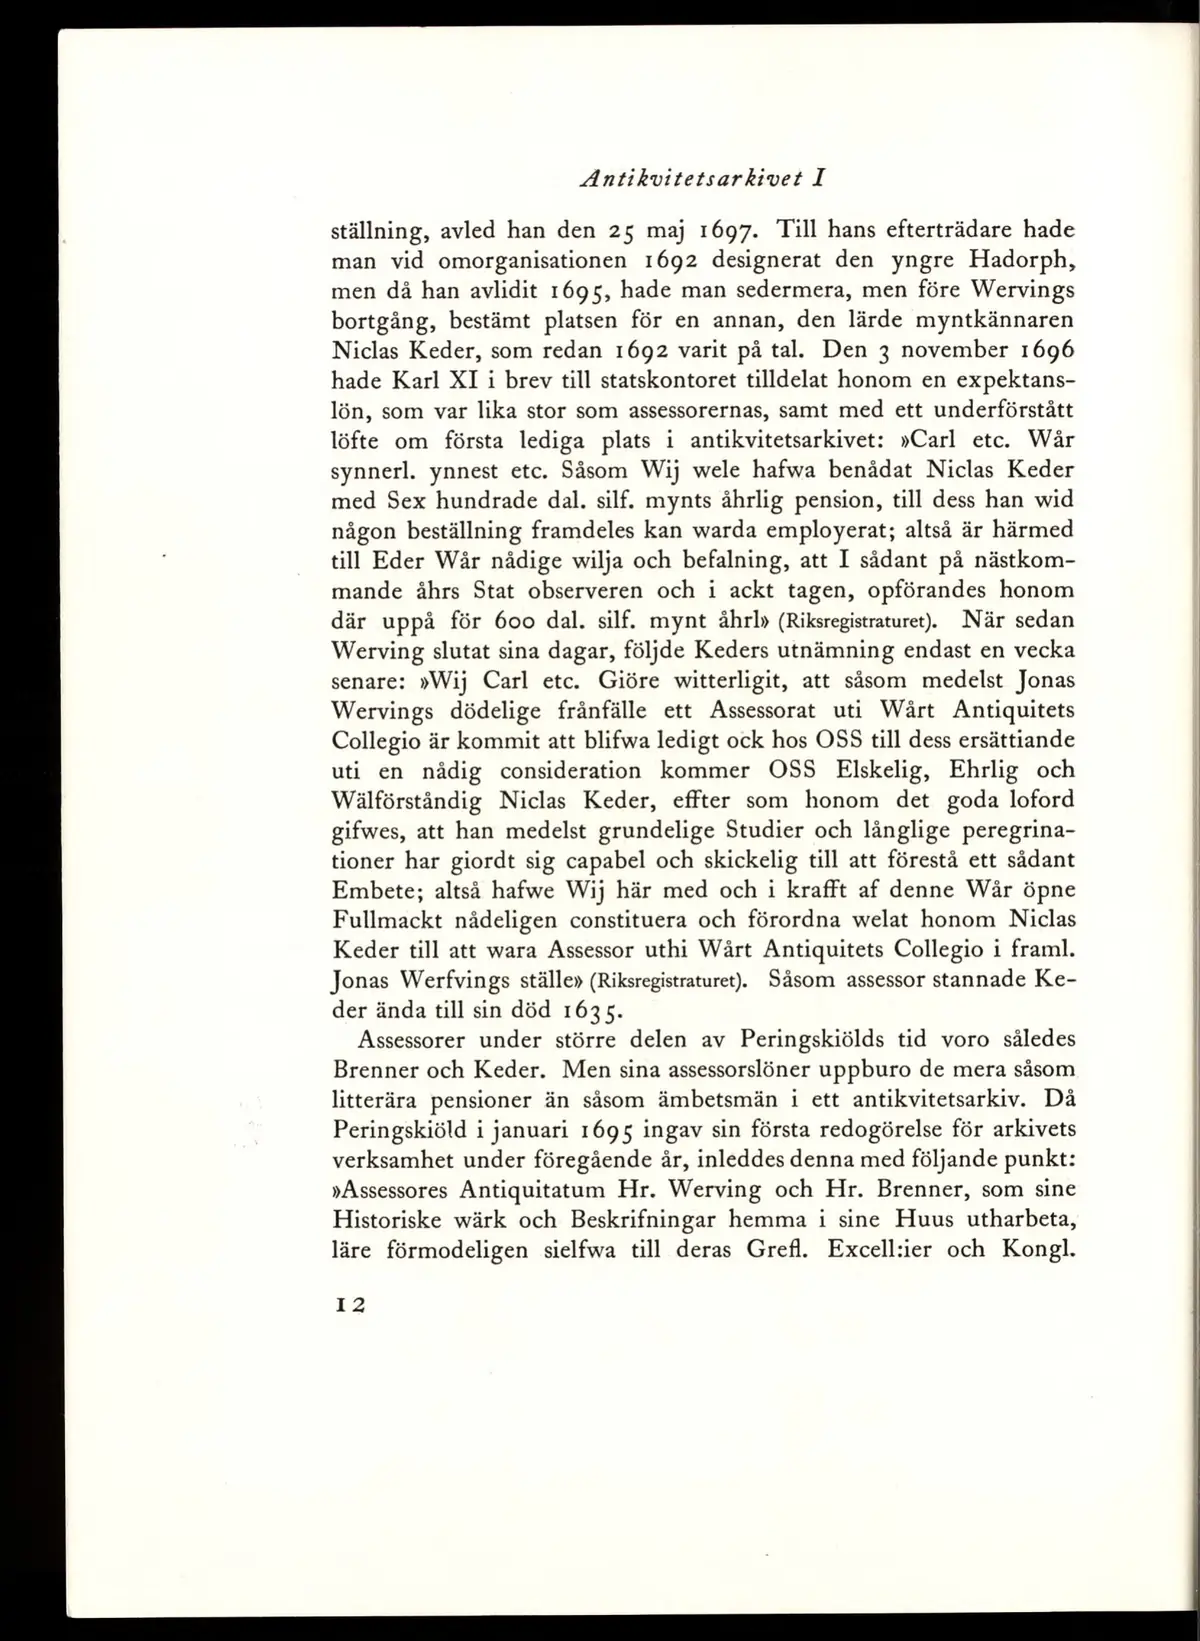 Antikvitetsarkivet I
ställning, avled han den 25 maj 1697. Till hans efterträdare hade
man vid omorganisationen 1692 designerat den yngre Hadorph,
men då han avlidit 1695, hade man sedermera, men före Wervings
bortgång, bestämt platsen för en annan, den lärde myntkännaren
Niclas Keder, som redan 1692 varit på tal. Den 3 november 1696
hade Karl XI i brev till statskontoret tilldelat honom en expektans-
lön, som var lika stor som assessorernas, samt med ett underförstått
löfte om första lediga plats i antikvitetsarkivet: »Carl etc. Wår
synnerl. ynnest etc. Såsom Wij wele hafwa benådat Niclas Keder
med Sex hundrade dal. silf. mynts åhrlig pension, till dess han wid
någon beställning framdeles kan warda employerat; altså är härmed
till Eder Wår nådige wilja och befalning, att I sådant på nästkom-
mande åhrs Stat observeren och i ackt tagen, opförandes honom
där uppå för 600 dal. silf. mynt åhrl» (Riksregistraturet). När sedan
Werving slutat sina dagar, följde Keders utnämning endast en vecka
senare: »Wij Carl etc. Giöre witterligit, att såsom medelst Jonas
Wervings dödelige frånfälle ett Assessorat uti Wårt Antiquitets
Collegio är kommit att blifwa ledigt ock hos OSS till dess ersättiande
uti en nådig consideration kommer OSS Elskelig, Ehrlig och
Wälförståndig Niclas Keder, effter som honom det goda loford
gifwes, att han medelst grundelige Studier och långlige peregrina-
tioner har giordt sig capabel och skickelig till att förestå ett sådant
Embete; altså hafwe Wij här med och i krafft af denne Wår öpne
Fullmackt nådeligen constituera och förordna welat honom Niclas
Keder till att wara Assessor uthi Wårt Antiquitets Collegio i framl.
Jonas Werfvings ställe» (Riksregistraturet). Såsom assessor stannade Ke-
der ända till sin död 1635.
Assessorer under större delen av Peringskiölds tid voro således
Brenner och Keder. Men sina assessorslöner uppburo de mera såsom
litterära pensioner än såsom ämbetsmän i ett antikvitetsarkiv. Då
Peringskiöld i januari 1695 ingav sin första redogörelse för arkivets
verksamhet under föregående år, inleddes denna med följande punkt:
»Assessores Antiquitatum Hr. Werving och Hr. Brenner, som sine
Historiske wärk och Beskrifningar hemma i sine Huus utharbeta,
läre förmodeligen sielfwa till deras Grefl. Excell:ier och Kongl.
12